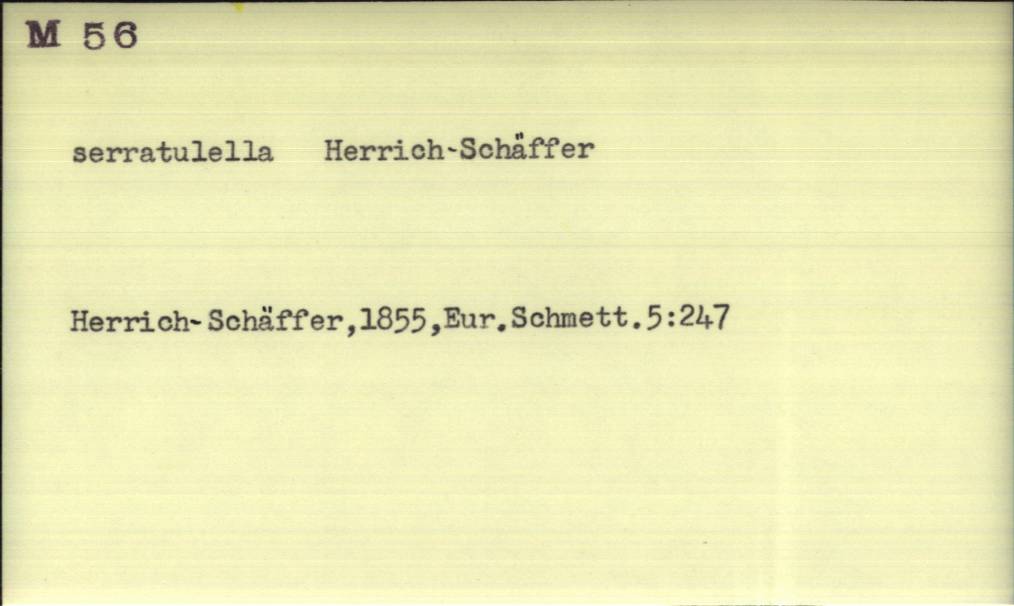 M 56
serratulella Herrich-Schäffer
Herrich-Schäffer,1855,Eur.Schmett.5:247